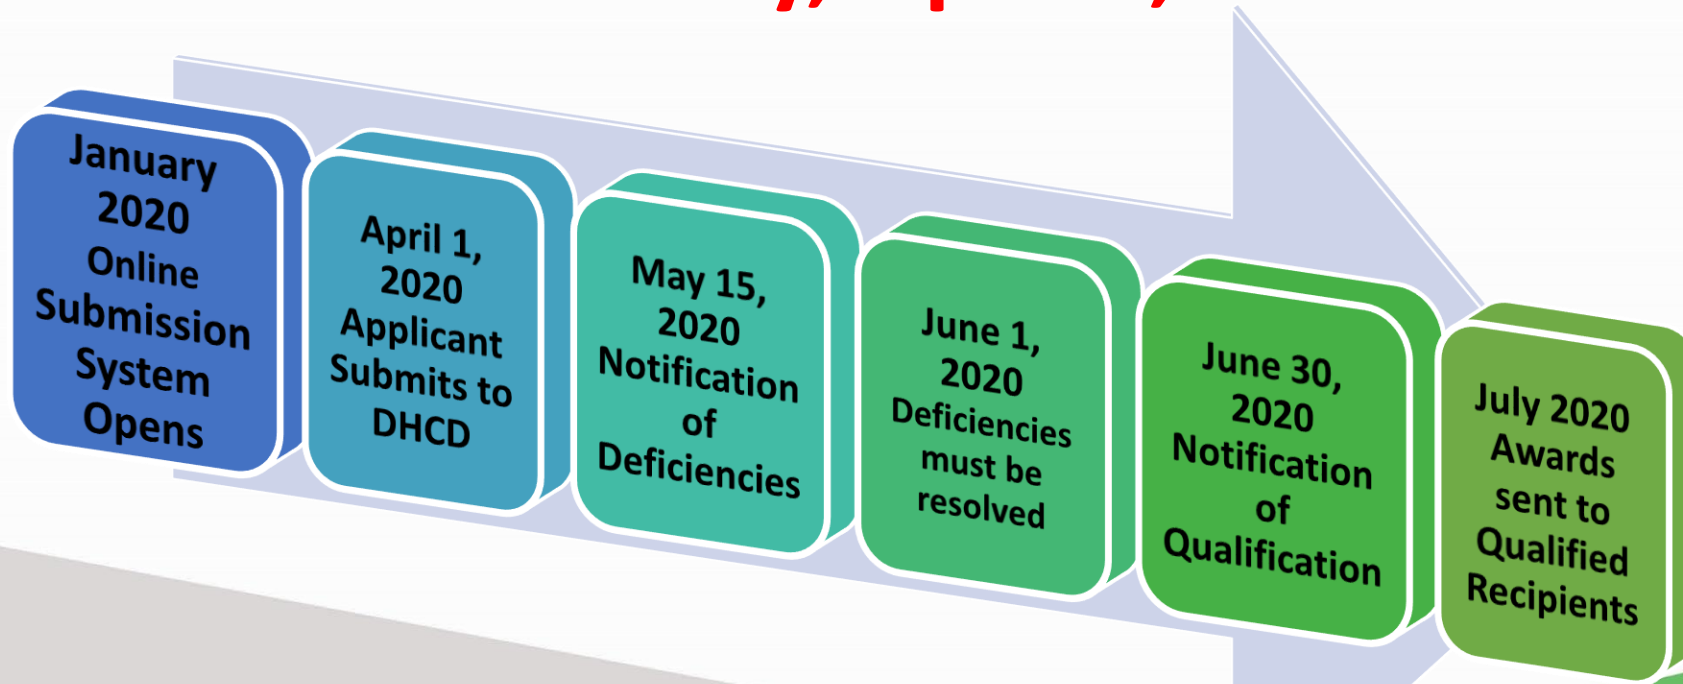 January
2020
Online
Submission
System
Opens
April 1,
2020
Applicant
Submits to
DHCD
May 15,
2020
Notification
of
Deficiencies
June 1,
2020
Deficiencies
must be
resolved
June 30,
2020
Notification
of
Qualification
July 2020
Awards
sent to
Qualified
Recipients